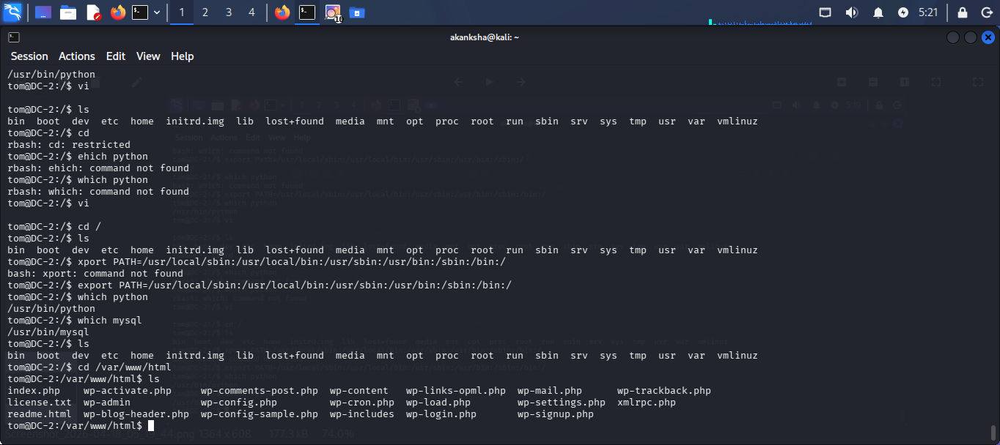 1 2 3 4 5:21
akanksha@kali: ~
Session Actions Edit View Help
/usr/bin/python
tom@DC-2:/$ vi
tom@DC-2:/$ ls
bin boot dev etc home initrd.img lib lost+found media mnt opt proc root run sbin srv sys tmp usr var vmlinuz
tom@DC-2:/$ cd
rbash: cd: restricted
tom@DC-2:/$ ehich python
rbash: ehich: command not found
tom@DC-2:/$ which python
rbash: which: command not found
tom@DC-2:/$ vi
tom@DC-2:/$ cd /
tom@DC-2:/$ ls
bin boot dev etc home initrd.img lib lost+found media mnt opt proc root run sbin srv sys tmp usr var vmlinuz
tom@DC-2:/$ xport PATH=/usr/local/sbin:/usr/local/bin:/usr/sbin:/usr/bin:/sbin:/bin:/
bash: xport: command not found
tom@DC-2:/$ export PATH=/usr/local/sbin:/usr/local/bin:/usr/sbin:/usr/bin:/sbin:/bin:/
tom@DC-2:/$ which python
/usr/bin/python
tom@DC-2:/$ which mysql
/usr/bin/mysql
tom@DC-2:/$ ls
bin boot dev etc home initrd.img lib lost+found media mnt opt proc root run sbin srv sys tmp usr var vmlinuz
tom@DC-2:/$ cd /var/www/html
tom@DC-2:/var/www/html$ ls
index.php wp-activate.php wp-comments-post.php wp-content wp-links-opml.php wp-mail.php wp-trackback.php
license.txt wp-admin wp-config.php wp-cron.php wp-load.php wp-settings.php xmlrpc.php
readme.html wp-blog-header.php wp-config-sample.php wp-includes wp-login.php wp-signup.php
tom@DC-2:/var/www/html$
1364 x 608 177.3 kB 74.0%